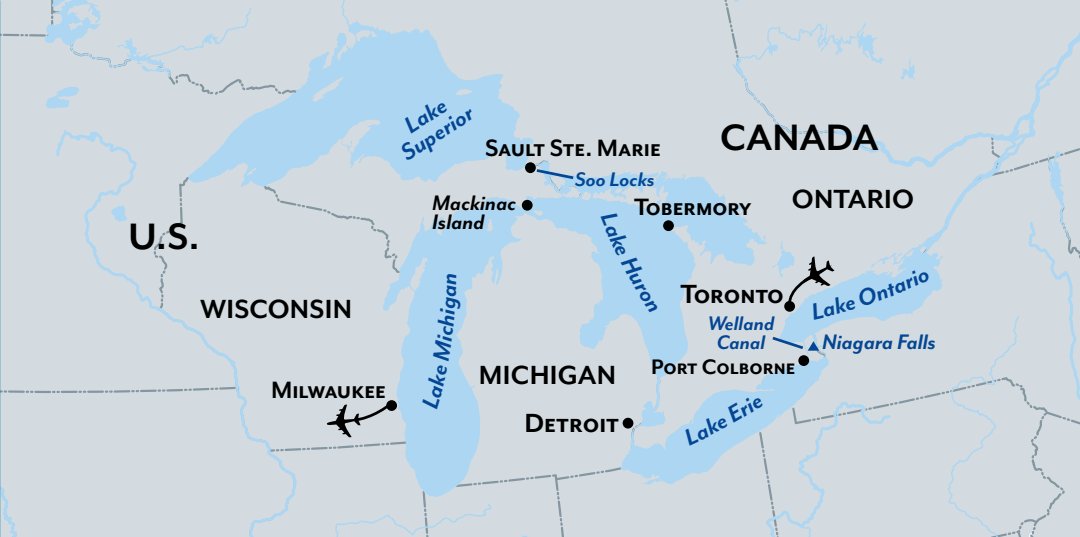 Lake
Superior
CANADA
SAULT STE. MARIE
Soo Locks
ONTARIO
Mackinac
Island
TOBERMORY
U.S.
Lake Huron
TORONTO
Lake Ontario
WISCONSIN
Lake Michigan
Welland
Canal
Niagara Falls
PORT COLBORNE
MICHIGAN
MILWAUKEE
DETROIT
Lake Erie